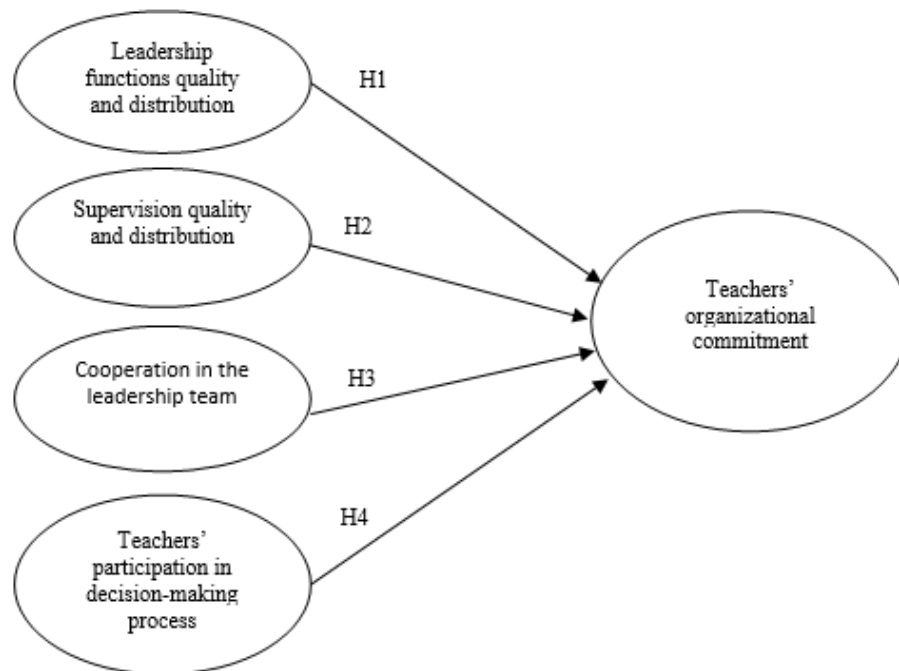 Leadership
functions quality
and distribution
H1
Supervision quality
and distribution
H2
Cooperation in the
leadership team
H3
Teachers'
participation in
decision-making
process
H4
Teachers'
organizational
commitment